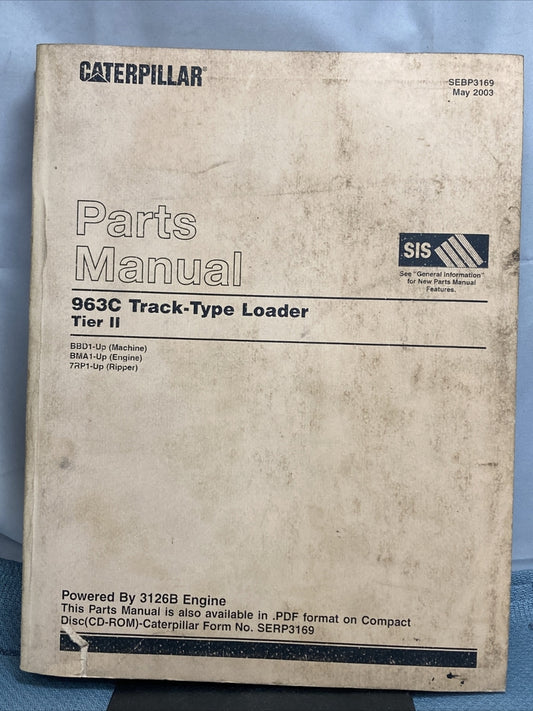 CATERPILLAR®
SEBP3169
May 2003
Parts
Manual
SIS
See "General Information"
for New Parts Manual
Features.
963C Track-Type Loader
Tier II
BBD1-Up (Machine)
BMA1-Up (Engine)
7RP1-Up (Ripper)
Powered By 3126B Engine
This Parts Manual is also available in .PDF format on Compact
Disc(CD-ROM)-Caterpillar Form No. SERP3169